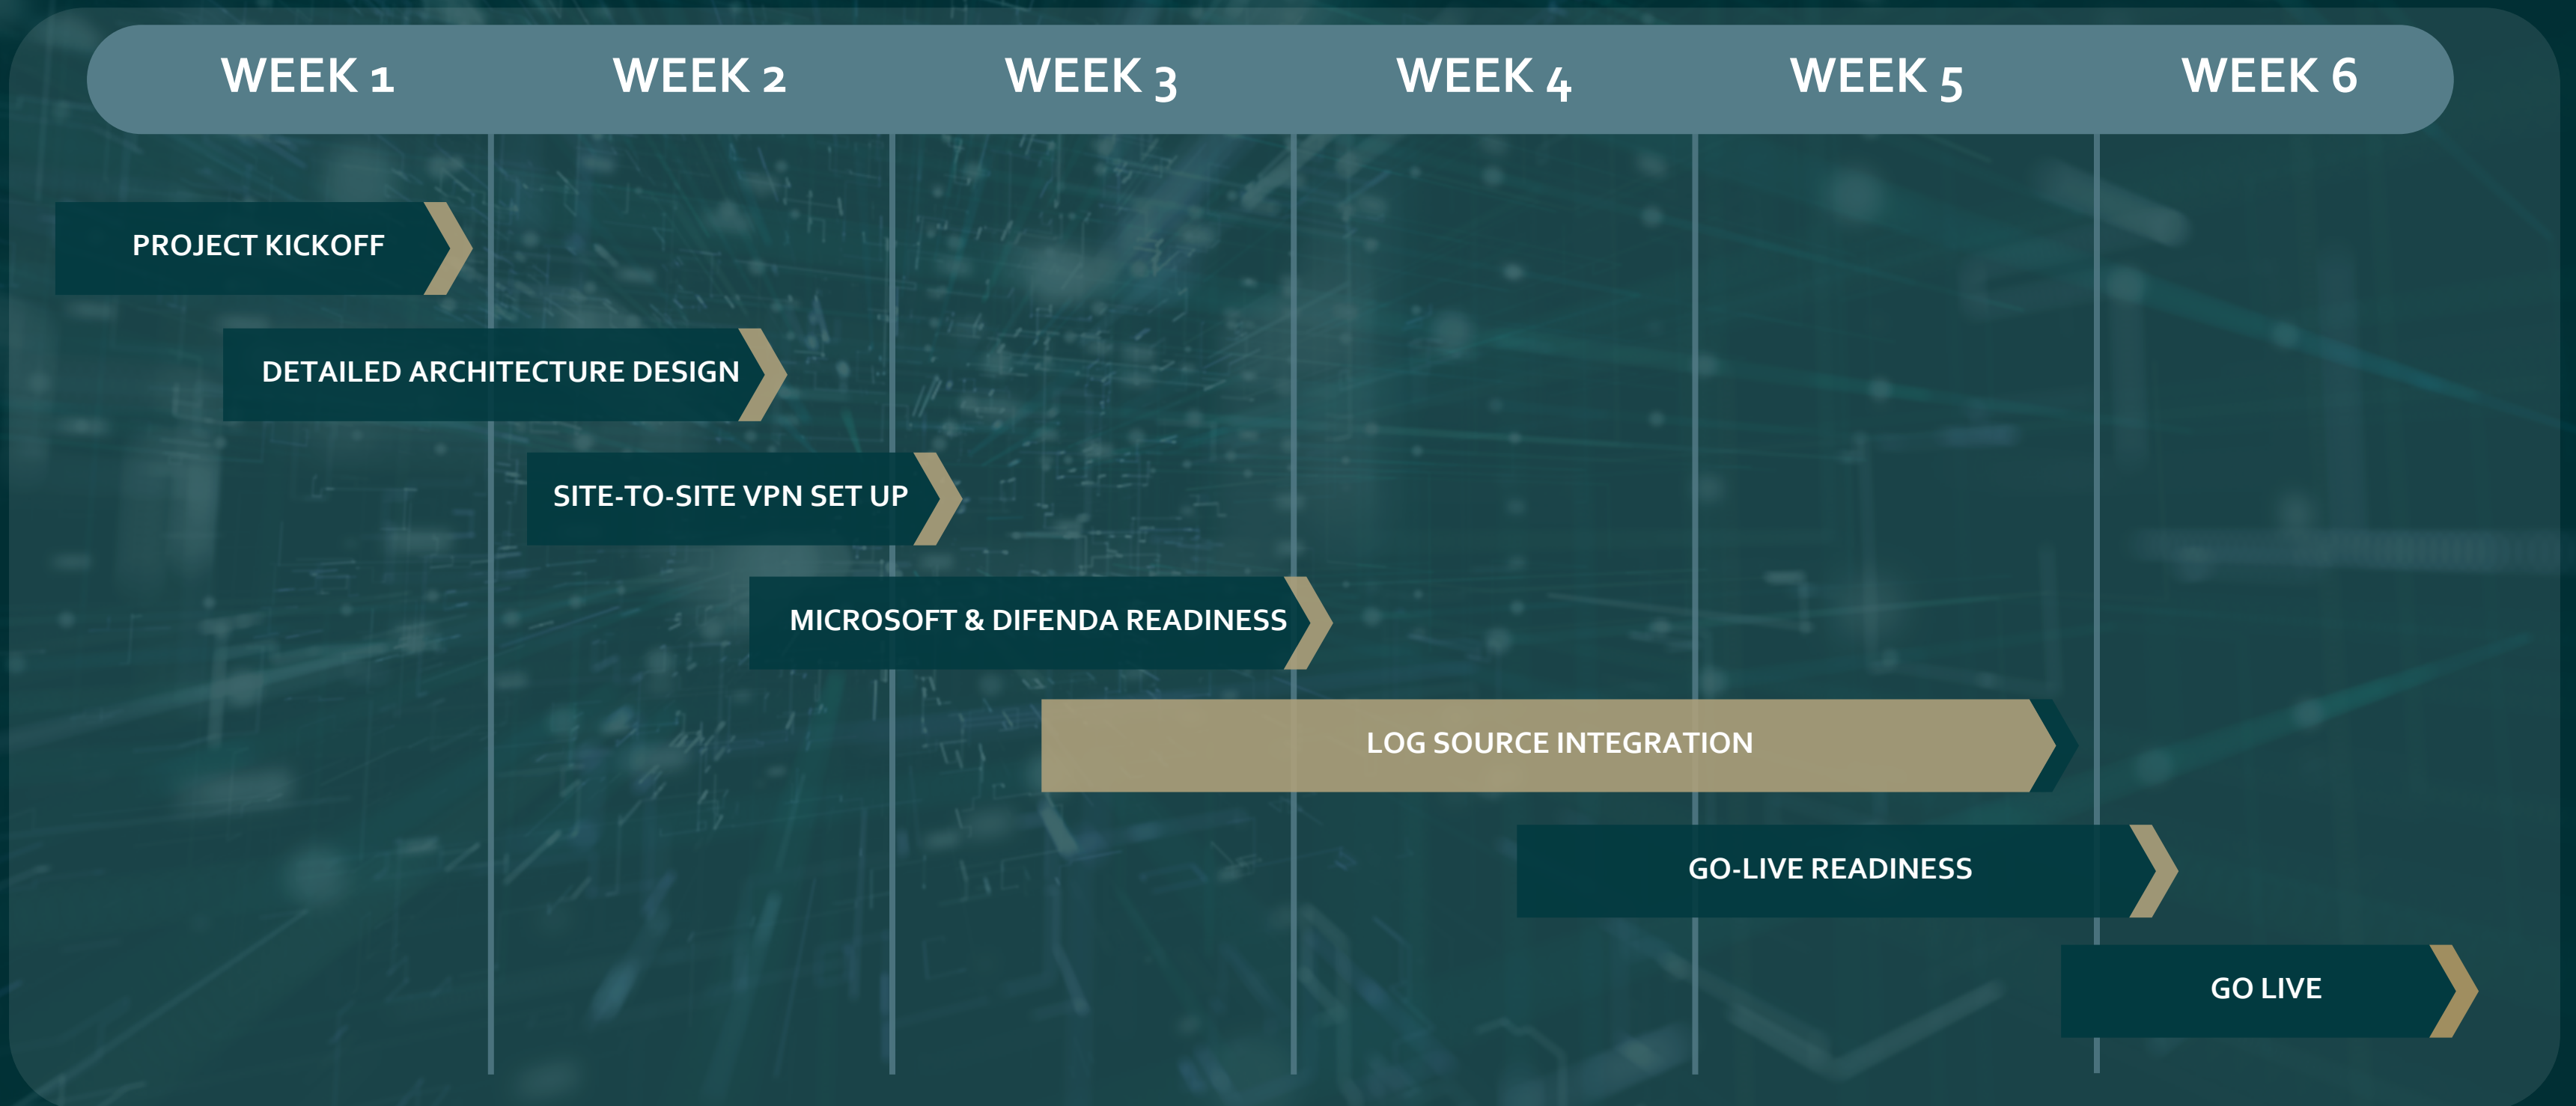 WEEK 1 WEEK 2 WEEK 3 WEEK 4 WEEK 5 WEEK 6
PROJECT KICKOFF
DETAILED ARCHITECTURE DESIGN
SITE-TO-SITE VPN SET UP
MICROSOFT & DIFENDA READINESS
LOG SOURCE INTEGRATION
GO-LIVE READINESS
GO LIVE